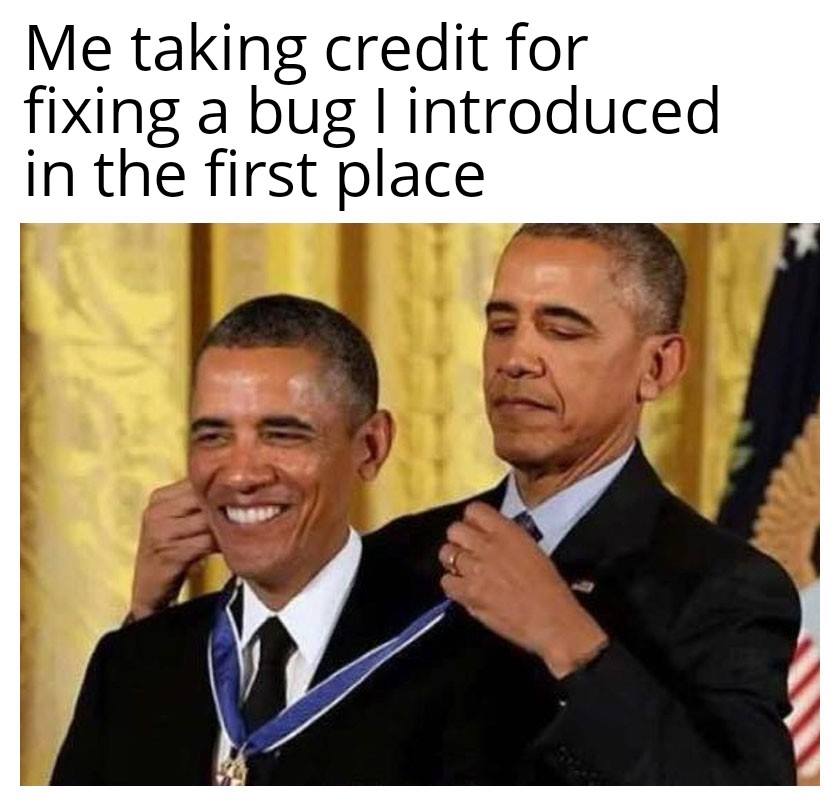 Me taking credit for
fixing a bug I introduced
in the first place